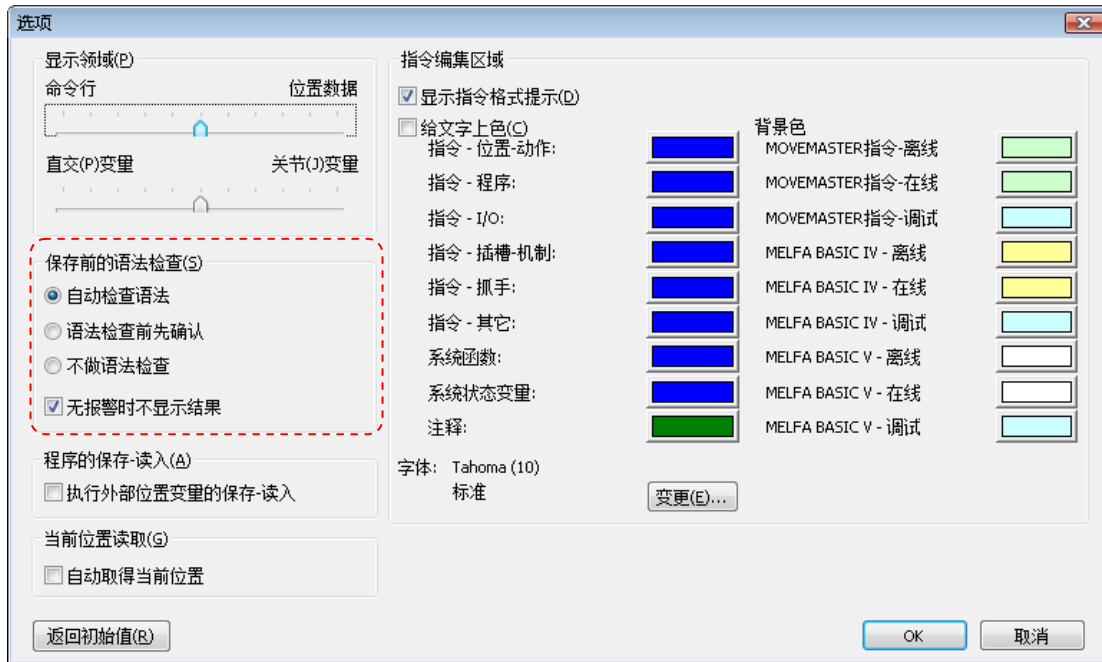 选项
显示领域(P)
命令行 位置数据
直交(P)变量 关节(J)变量
保存前的语法检查(S)
自动检查语法
语法检查前先确认
不做语法检查
无报警时不显示结果
程序的保存-读入(A)
执行外部位置变量的保存-读入
当前位置读取(G)
自动取得当前位置
返回初始值(R)
指令编辑区域
显示指令格式提示(D)
给文字上色(C) 背景色
指令 - 位置-动作: MOVEMASTER指令-离线
指令 - 程序: MOVEMASTER指令-在线
指令 - I/O: MOVEMASTER指令-调试
指令 - 插槽-机制: MELFA BASIC IV - 离线
指令 - 抓手: MELFA BASIC IV - 在线
指令 - 其它: MELFA BASIC IV - 调试
系统函数: MELFA BASIC V - 离线
系统状态变量: MELFA BASIC V - 在线
注释: MELFA BASIC V - 调试
字体: Tahoma (10)
标准 变更(E)...
OK 取消